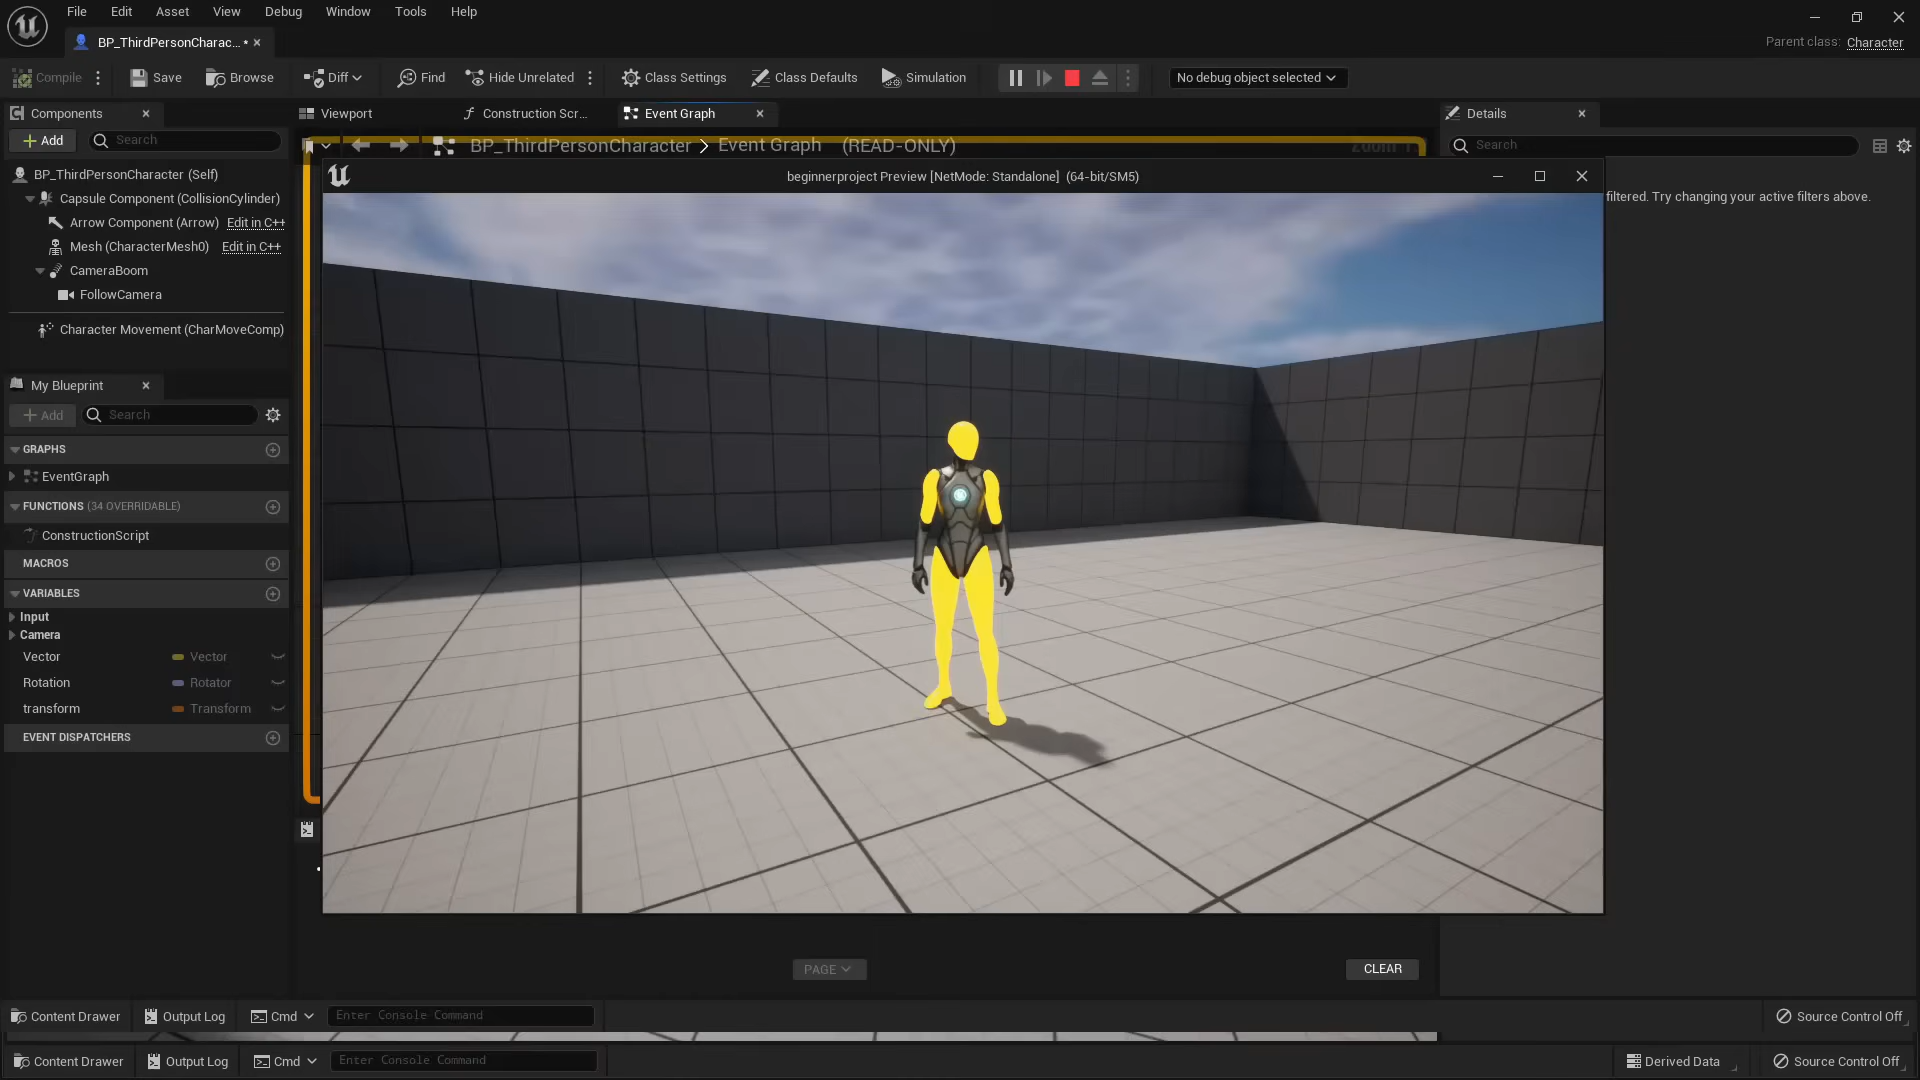 File Edit Asset View Debug Window Tools Help
BP_ThirdPersonCharac... •
Parent class: Character
Compile Save Browse Diff Find Hide Unrelated Class Settings Class Defaults Simulation No debug object selected
Components Viewport Construction Scr... Event Graph Details
Add Search BP_ThirdPersonCharacter > Event Graph (READ-ONLY) Search
BP_ThirdPersonCharacter (Self)
beginnerproject Preview [NetMode: Standalone] (64-bit/SM5)
Capsule Component (CollisionCylinder)
filtered. Try changing your active filters above.
Arrow Component (Arrow) Edit in C++
Mesh (CharacterMesh0) Edit in C++
CameraBoom
FollowCamera
Character Movement (CharMoveComp)
My Blueprint
Add Search
GRAPHS
EventGraph
FUNCTIONS (34 OVERRIDABLE)
ConstructionScript
MACROS
VARIABLES
Input
Camera
Vector Vector
Rotation Rotator
transform Transform
EVENT DISPATCHERS
PAGE CLEAR
Content Drawer Output Log Cmd Enter Console Command Source Control Off
Content Drawer Output Log Cmd Enter Console Command Derived Data Source Control Off